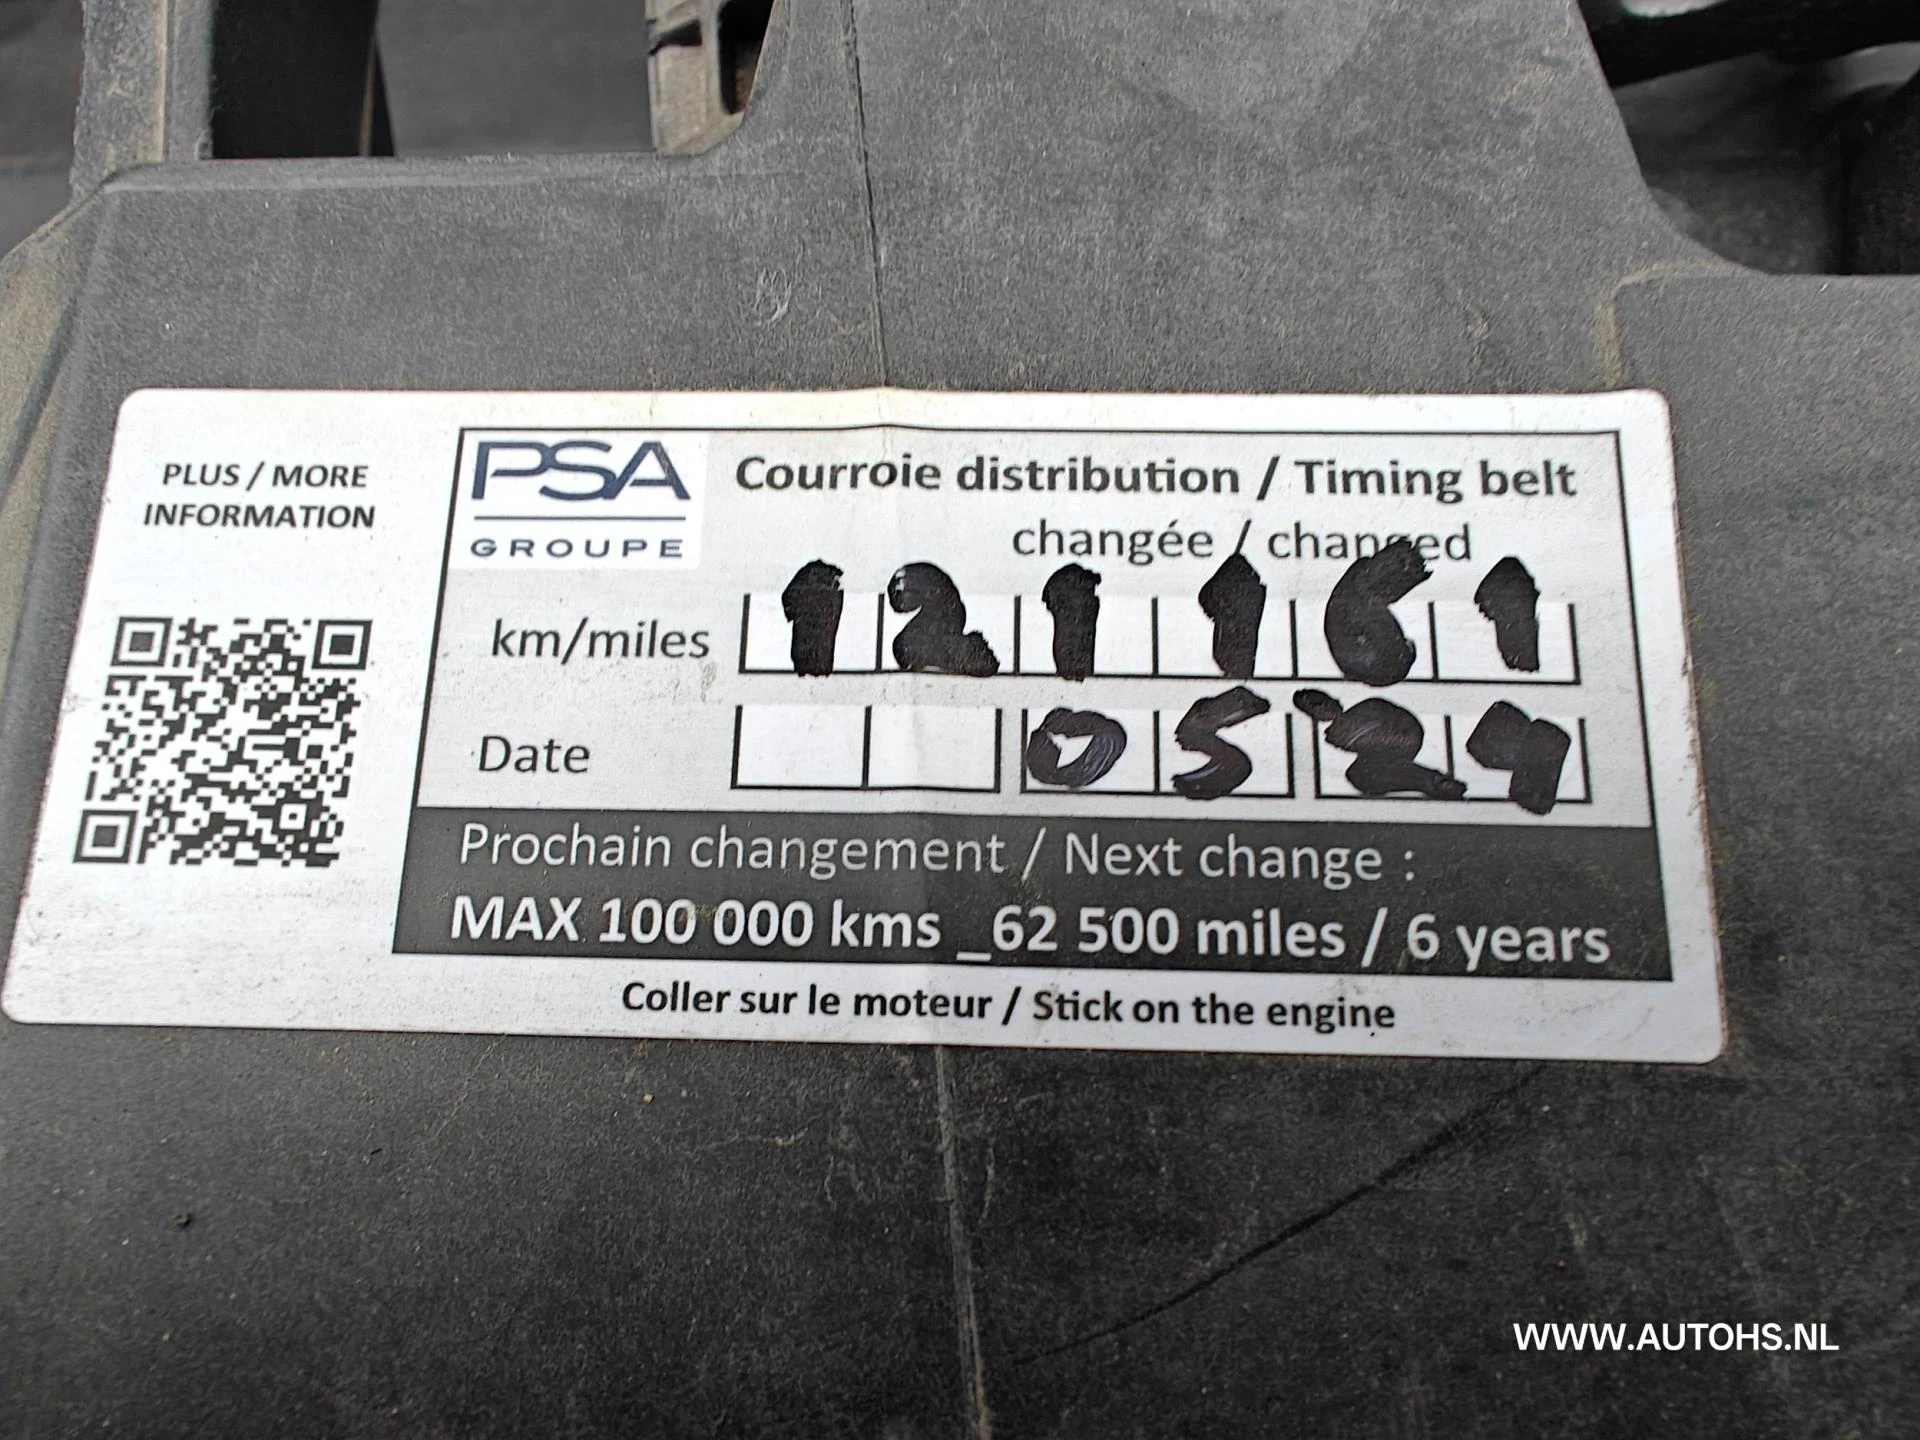 PLUS / MORE
INFORMATION
PSA
GROUPE
Courroie distribution / Timing belt
changée / changed
km/miles 121161
Date 05
Prochain changement / Next change :
MAX 100 000 kms _62 500 miles / 6 years
Coller sur le moteur / Stick on the engine
WWW.AUTOHS.NL